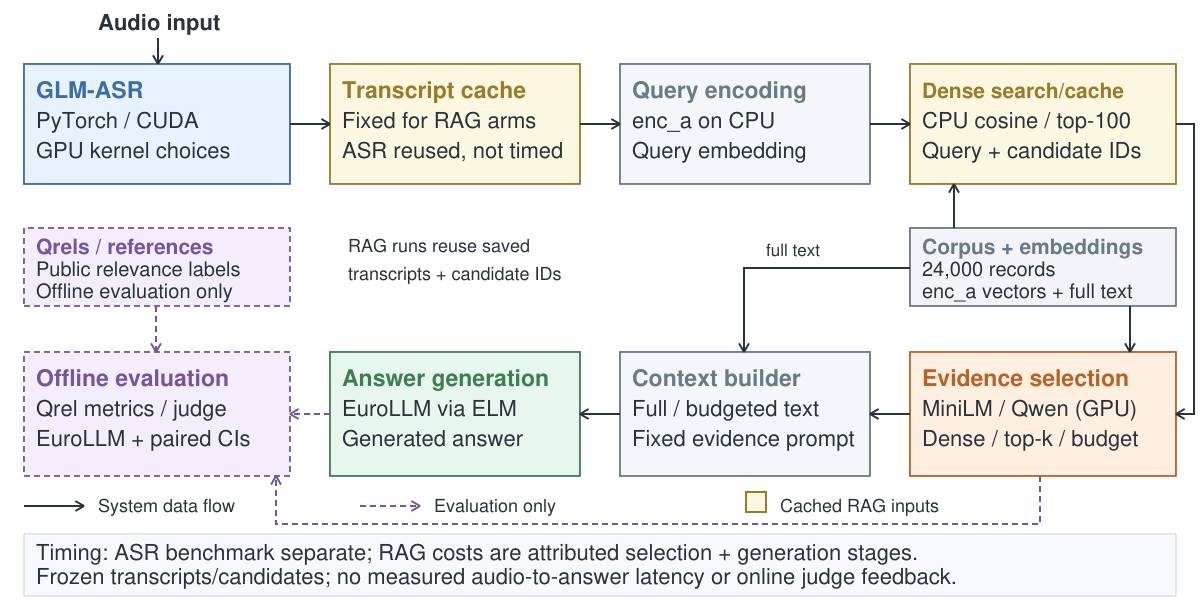 Audio input
GLM-ASR
PyTorch / CUDA
GPU kernel choices
Transcript cache
Fixed for RAG arms
ASR reused, not timed
Query encoding
enc_a on CPU
Query embedding
Dense search/cache
CPU cosine / top-100
Query + candidate IDs
Qrels / references
Public relevance labels
Offline evaluation only
RAG runs reuse saved
transcripts + candidate IDs
full text
Corpus + embeddings
24,000 records
enc_a vectors + full text
Offline evaluation
Qrel metrics / judge
EuroLLM + paired CIs
Answer generation
EuroLLM via ELM
Generated answer
Context builder
Full / budgeted text
Fixed evidence prompt
Evidence selection
MiniLM / Qwen (GPU)
Dense / top-k / budget
System data flow
Evaluation only
Cached RAG inputs
Timing: ASR benchmark separate; RAG costs are attributed selection + generation stages.
Frozen transcripts/candidates; no measured audio-to-answer latency or online judge feedback.